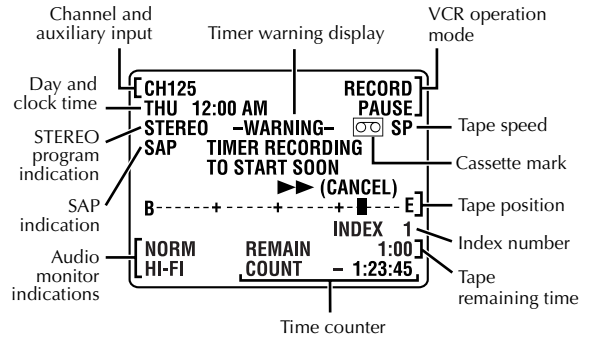 Channel and
auxiliary input
Timer warning display
VCR operation
mode
Day and
clock time
STEREO
program
indication
SAP
indication
Audio
monitor
indications
CH125
THU 12:00 AM
STEREO
SAP
–WARNING–
TIMER RECORDING
TO START SOON
►► (CANCEL)
RECORD
PAUSE
SP
B-----+-----+-----+-■---E
INDEX 1
NORM
HI-FI
REMAIN 1:00
COUNT – 1:23:45
Tape speed
Cassette mark
Tape position
Index number
Tape
remaining time
Time counter